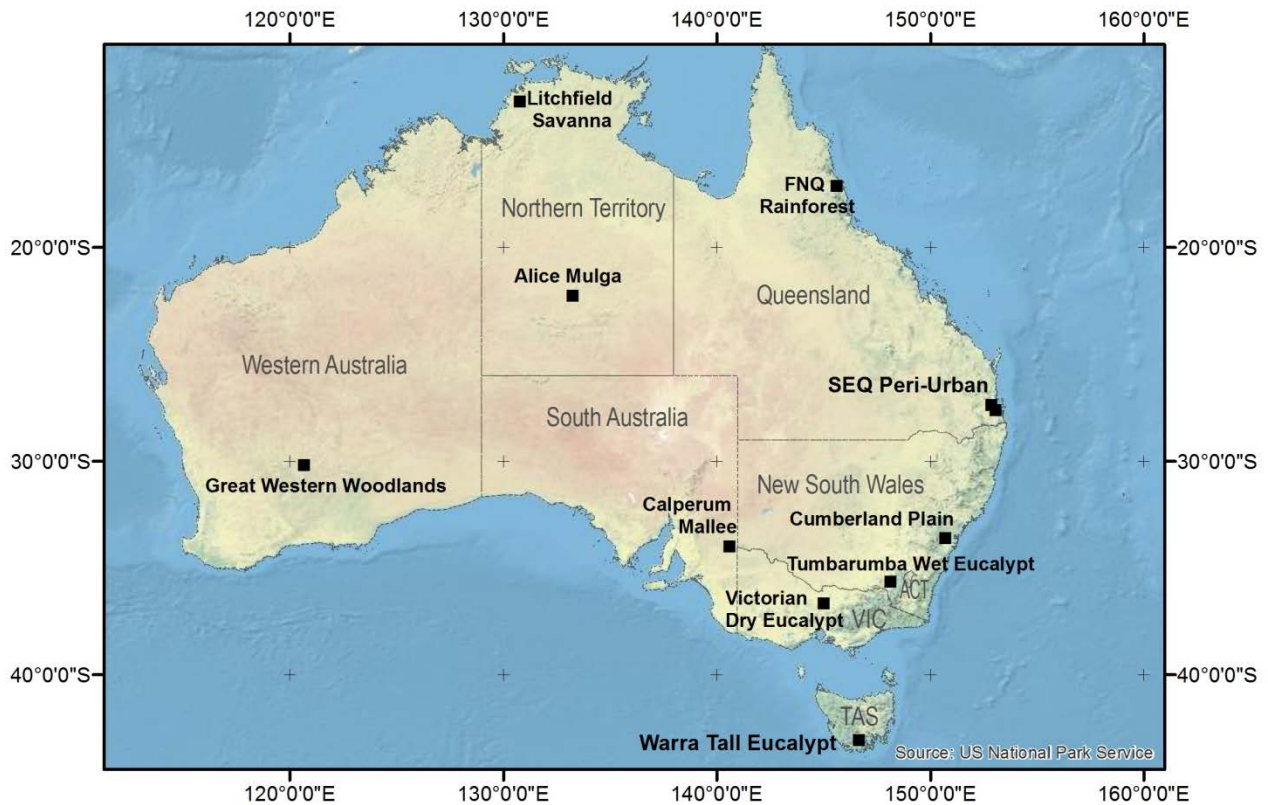 120°0'0"E
130°0'0"E
140°0'0"E
150°0'0"E
160°0'0"E
Litchfield
Savanna
FNQ
Rainforest
Northern Territory
20°0'0"S
20°0'0"S
Alice Mulga
Queensland
Western Australia
SEQ Peri-Urban
South Australia
30°0'0"S
30°0'0"S
Great Western Woodlands
New South Wales
Calperum
Mallee
Cumberland Plain
Tumbarumba Wet Eucalypt
ACT
Victorian
Dry Eucalypt
VIC
40°0'0"S
40°0'0"S
TAS
Warra Tall Eucalypt
Source: US National Park Service
120°0'0"E
130°0'0"E
140°0'0"E
150°0'0"E
160°0'0"E